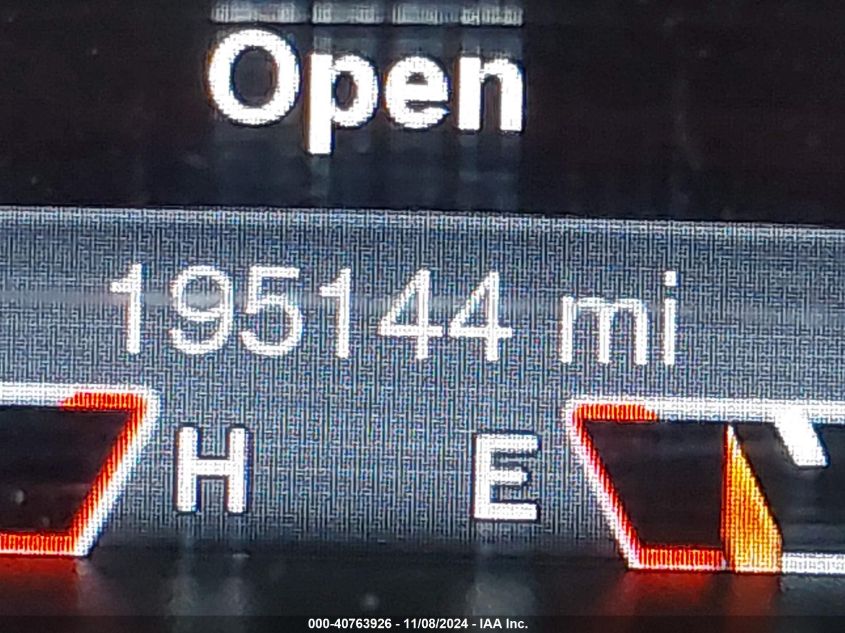 Open
195144 mi
H E
000-40763926 - 11/08/2024 - IAA Inc.